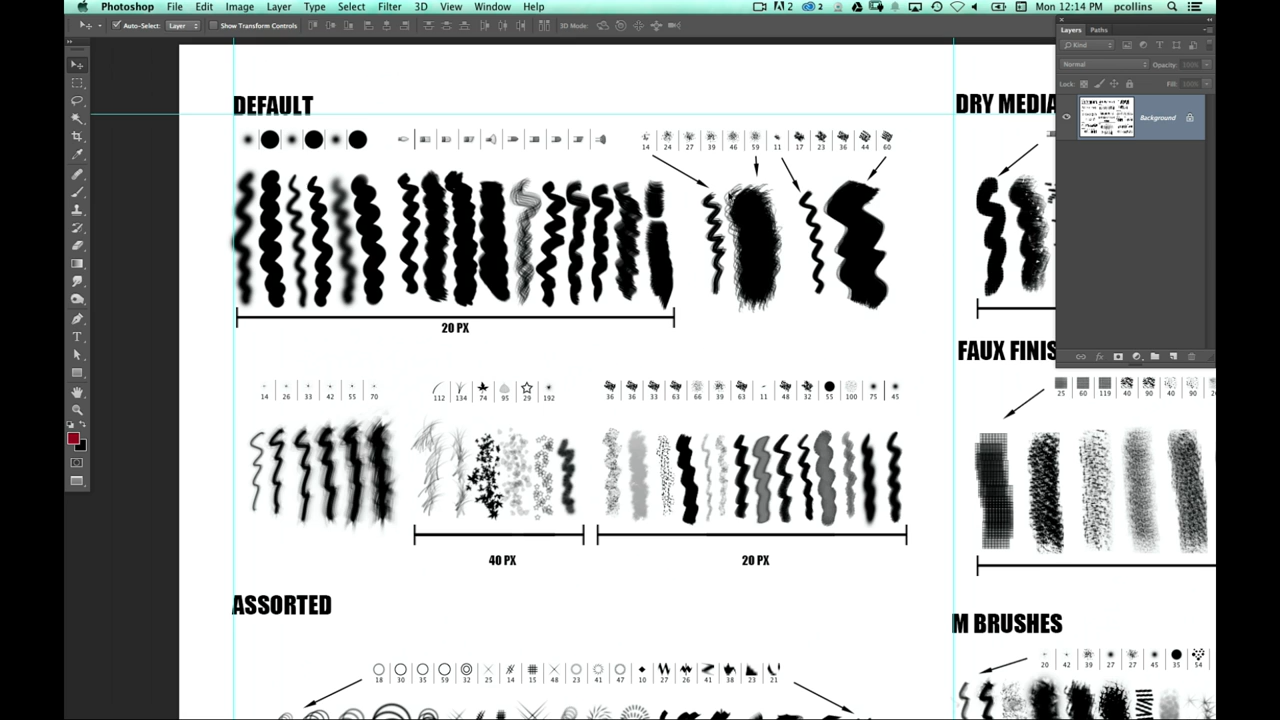 Photoshop File Edit Image Layer Type Select Filter 3D View Window Help
2 2 Mon 12:14 PM pcollins
Auto-Select: Layer Show Transform Controls 3D Mode:
Layers Paths
Kind
Normal Opacity: 100%
Lock: Fill: 100%
Background
DEFAULT
14 24 27 39 46 59 11 17 23 36 44 60
20 PX
14 26 33 42 55 70
112 134 74 95 29 192
36 36 33 63 66 39 63 11 48 32 55 100 75 45
40 PX
20 PX
ASSORTED
18 30 35 59 32 25 14 15 48 23 41 47 10 27 26 41 38 23 21
DRY MEDIA
FAUX FINIS
25 60 119 90 40 90 40
M BRUSHES
20 42 39 27 27 45 35 54